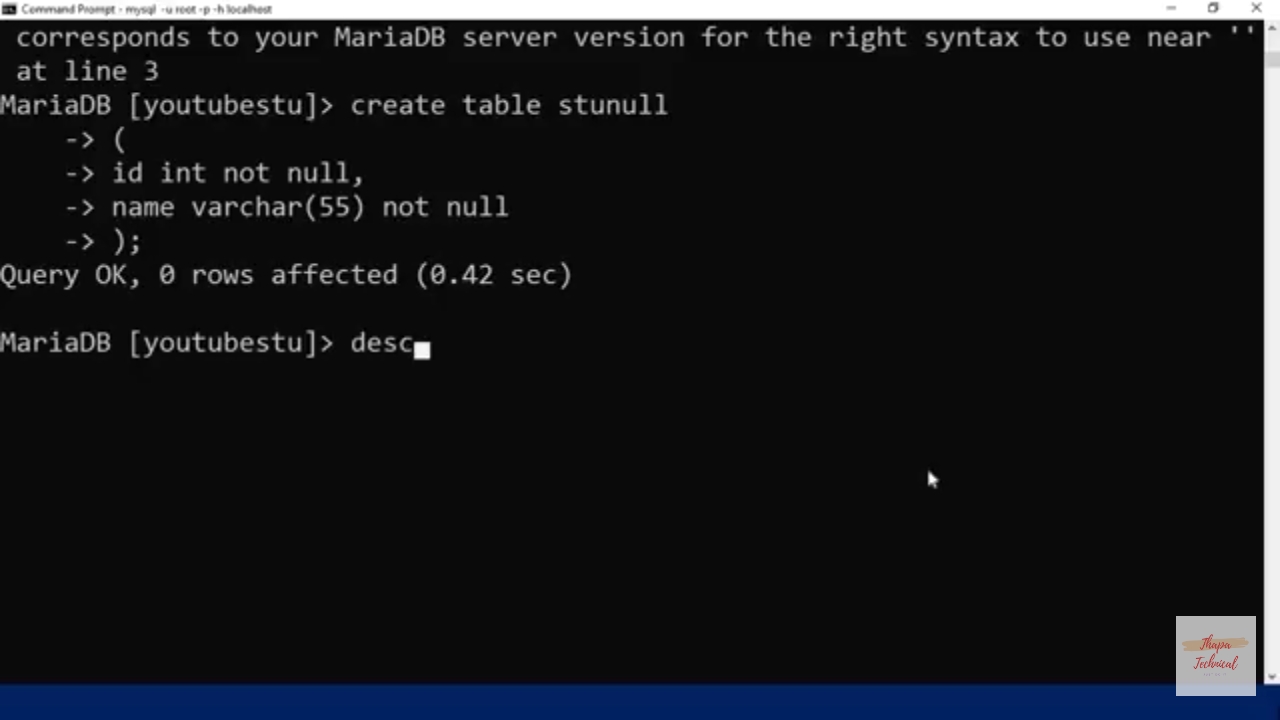 Command Prompt - mysql -u root -p -h localhost
corresponds to your MariaDB server version for the right syntax to use near ''
at line 3
MariaDB [youtubestu]> create table stunull
-> (
-> id int not null,
-> name varchar(55) not null
-> );
Query OK, 0 rows affected (0.42 sec)
MariaDB [youtubestu]> desc
Thapa
Technical